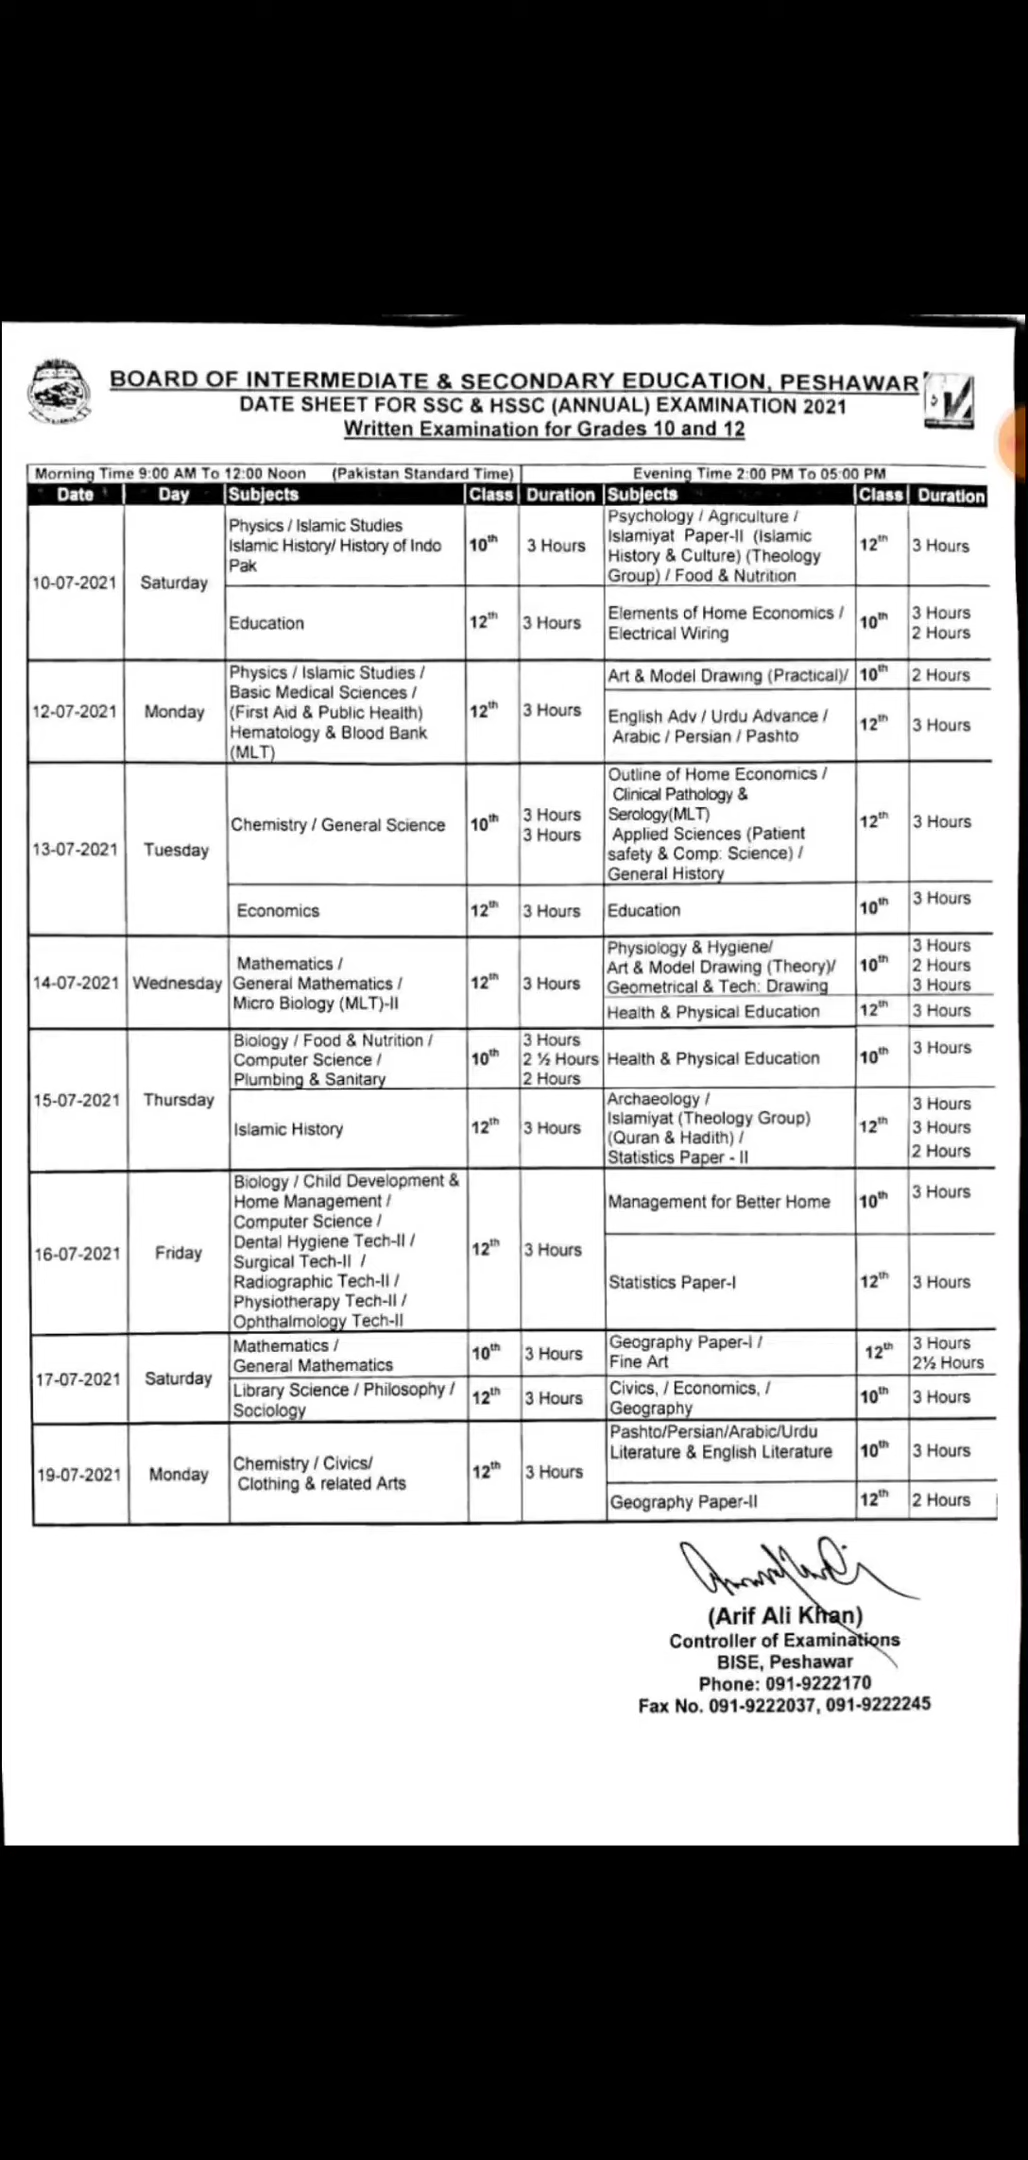 BOARD OF INTERMEDIATE & SECONDARY EDUCATION, PESHAWAR
DATE SHEET FOR SSC & HSSC (ANNUAL) EXAMINATION 2021
Written Examination for Grades 10 and 12
Morning Time 9:00 AM To 12:00 Noon (Pakistan Standard Time) Evening Time 2:00 PM To 05:00 PM
Date Day Subjects Class Duration Subjects Class Duration
10-07-2021 Saturday
Physics / Islamic Studies
Islamic History/ History of Indo
Pak
10th 3 Hours
Psychology / Agriculture /
Islamiyat Paper-II (Islamic
History & Culture) (Theology
Group) / Food & Nutrition
12th 3 Hours
Education 12th 3 Hours
Elements of Home Economics /
Electrical Wiring
10th
3 Hours
2 Hours
12-07-2021 Monday
Physics / Islamic Studies /
Basic Medical Sciences /
(First Aid & Public Health)
Hematology & Blood Bank
(MLT)
12th 3 Hours
Art & Model Drawing (Practical)/ 10th 2 Hours
English Adv / Urdu Advance /
Arabic / Persian / Pashto
12th 3 Hours
13-07-2021 Tuesday
Chemistry / General Science 10th
3 Hours
3 Hours
Outline of Home Economics /
Clinical Pathology &
Serology(MLT)
Applied Sciences (Patient
safety & Comp: Science) /
General History
12th 3 Hours
Economics 12th 3 Hours
Education 10th 3 Hours
14-07-2021 Wednesday
Mathematics /
General Mathematics /
Micro Biology (MLT)-II
12th 3 Hours
Physiology & Hygiene/
Art & Model Drawing (Theory)/
Geometrical & Tech: Drawing
10th
3 Hours
2 Hours
3 Hours
Health & Physical Education 12th 3 Hours
15-07-2021 Thursday
Biology / Food & Nutrition /
Computer Science /
Plumbing & Sanitary
10th
3 Hours
2 ½ Hours
2 Hours
Health & Physical Education 10th 3 Hours
Islamic History 12th 3 Hours
Archaeology /
Islamiyat (Theology Group)
(Quran & Hadith) /
Statistics Paper - II
12th
3 Hours
3 Hours
2 Hours
16-07-2021 Friday
Biology / Child Development &
Home Management /
Computer Science /
Dental Hygiene Tech-II /
Surgical Tech-II /
Radiographic Tech-II /
Physiotherapy Tech-II /
Ophthalmology Tech-II
12th 3 Hours
Management for Better Home 10th 3 Hours
Statistics Paper-I 12th 3 Hours
17-07-2021 Saturday
Mathematics /
General Mathematics
10th 3 Hours
Geography Paper-I /
Fine Art
12th
3 Hours
2½ Hours
Library Science / Philosophy /
Sociology
12th 3 Hours
Civics, / Economics, /
Geography
10th 3 Hours
19-07-2021 Monday
Chemistry / Civics/
Clothing & related Arts
12th 3 Hours
Pashto/Persian/Arabic/Urdu
Literature & English Literature
10th 3 Hours
Geography Paper-II 12th 2 Hours
(Arif Ali Khan)
Controller of Examinations
BISE, Peshawar
Phone: 091-9222170
Fax No. 091-9222037, 091-9222245